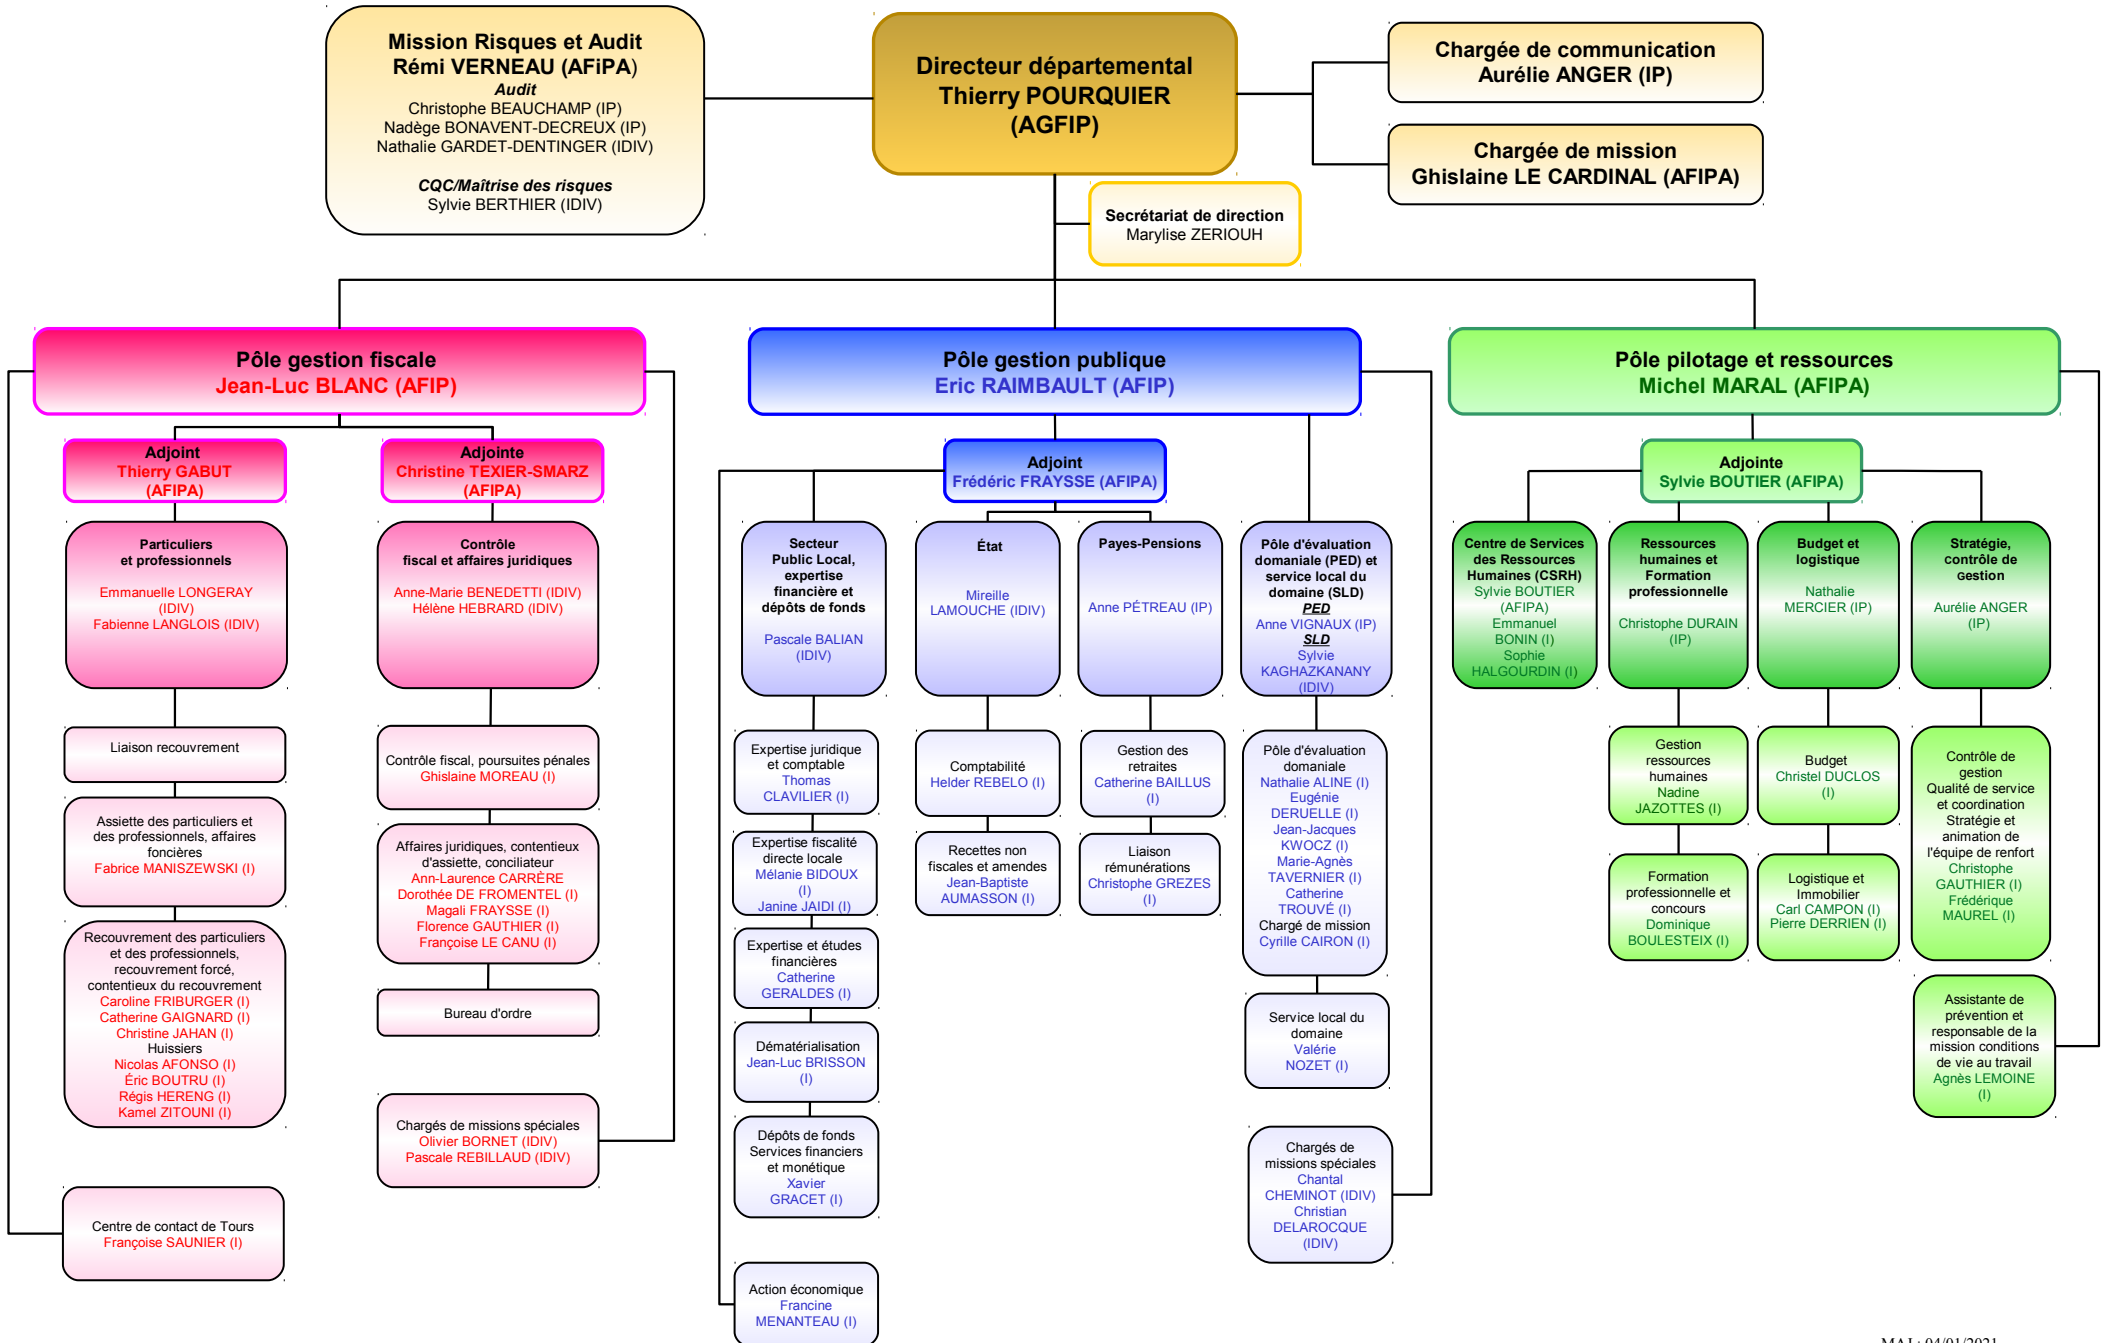 Mission Risques et Audit
Rémi VERNEAU (AFiPA)
Audit
Christophe BEAUCHAMP (IP)
Nadège BONAVENT-DECREUX (IP)
Nathalie GARDET-DENTINGER (IDIV)
CQC/Maîtrise des risques
Sylvie BERTHIER (IDIV)
Directeur départemental
Thierry POURQUIER
(AGFIP)
Chargée de communication
Aurélie ANGER (IP)
Chargée de mission
Ghislaine LE CARDINAL (AFIPA)
Secrétariat de direction
Marylise ZERIOUH
Pôle gestion fiscale
Jean-Luc BLANC (AFIP)
Adjoint
Thierry GABUT
(AFIPA)
Particuliers
et professionnels
Emmanuelle LONGERAY
(IDIV)
Fabienne LANGLOIS (IDIV)
Liaison recouvrement
Assiette des particuliers et
des professionnels, affaires
foncières
Fabrice MANISZEWSKI (I)
Recouvrement des particuliers
et des professionnels,
recouvrement forcé,
contentieux du recouvrement
Caroline FRIBURGER (I)
Catherine GAIGNARD (I)
Christine JAHAN (I)
Huissiers
Nicolas AFONSO (I)
Éric BOUTRU (I)
Régis HERENG (I)
Kamel ZITOUNI (I)
Centre de contact de Tours
Françoise SAUNIER (I)
Adjointe
Christine TEXIER-SMARZ
(AFIPA)
Contrôle
fiscal et affaires juridiques
Anne-Marie BENEDETTI (IDIV)
Hélène HEBRARD (IDIV)
Contrôle fiscal, poursuites pénales
Ghislaine MOREAU (I)
Affaires juridiques, contentieux
d'assiette, conciliateur
Ann-Laurence CARRÈRE
Dorothée DE FROMENTEL (I)
Magali FRAYSSE (I)
Florence GAUTHIER (I)
Françoise LE CANU (I)
Bureau d'ordre
Chargés de missions spéciales
Olivier BORNET (IDIV)
Pascale REBILLAUD (IDIV)
Pôle gestion publique
Eric RAIMBAULT (AFIP)
Adjoint
Frédéric FRAYSSE (AFIPA)
Secteur
Public Local,
expertise
financière et
dépôts de fonds
Pascale BALIAN
(IDIV)
Expertise juridique
et comptable
Thomas
CLAVILIER (I)
Expertise fiscalité
directe locale
Mélanie BIDOUX
(I)
Janine JAIDI (I)
Expertise et études
financières
Catherine
GERALDES (I)
Dématérialisation
Jean-Luc BRISSON
(I)
Dépôts de fonds
Services financiers
et monétique
Xavier
GRACET (I)
Action économique
Francine
MENANTEAU (I)
État
Mireille
LAMOUCHE (IDIV)
Comptabilité
Helder REBELO (I)
Recettes non
fiscales et amendes
Jean-Baptiste
AUMASSON (I)
Payes-Pensions
Anne PÉTREAU (IP)
Gestion des
retraites
Catherine BAILLUS
(I)
Liaison
rémunérations
Christophe GREZES
(I)
Pôle d'évaluation
domaniale (PED) et
service local du
domaine (SLD)
PED
Anne VIGNAUX (IP)
SLD
Sylvie
KAGHAZKANANY
(IDIV)
Pôle d'évaluation
domaniale
Nathalie ALINE (I)
Eugénie
DERUELLE (I)
Jean-Jacques
KWOCZ (I)
Marie-Agnès
TAVERNIER (I)
Catherine
TROUVÉ (I)
Chargé de mission
Cyrille CAIRON (I)
Service local du
domaine
Valérie
NOZET (I)
Chargés de
missions spéciales
Chantal
CHEMINOT (IDIV)
Christian
DELAROCQUE
(IDIV)
Pôle pilotage et ressources
Michel MARAL (AFIPA)
Adjointe
Sylvie BOUTIER (AFIPA)
Centre de Services
des Ressources
Humaines (CSRH)
Sylvie BOUTIER
(AFIPA)
Emmanuel
BONIN (I)
Sophie
HALGOURDIN (I)
Ressources
humaines et
Formation
professionnelle
Christophe DURAIN
(IP)
Gestion
ressources
humaines
Nadine
JAZOTTES (I)
Formation
professionnelle et
concours
Dominique
BOULESTEIX (I)
Budget et
logistique
Nathalie
MERCIER (IP)
Budget
Christel DUCLOS
(I)
Logistique et
Immobilier
Carl CAMPON (I)
Pierre DERRIEN (I)
Stratégie,
contrôle de
gestion
Aurélie ANGER
(IP)
Contrôle de
gestion
Qualité de service
et coordination
Stratégie et
animation de
l'équipe de renfort
Christophe
GAUTHIER (I)
Frédérique
MAUREL (I)
Assistante de
prévention et
responsable de la
mission conditions
de vie au travail
Agnès LEMOINE
(I)
MAJ : 04/01/2021